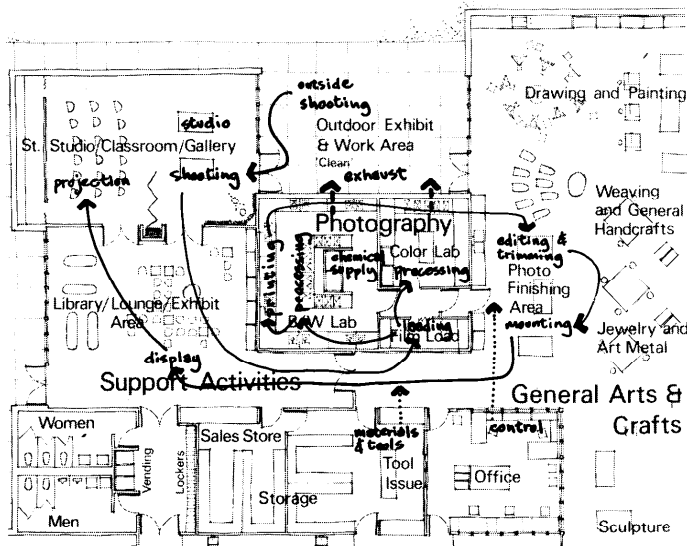 outside
shooting
Drawing and Painting
studio
St. Studio/Classroom/Gallery
Outdoor Exhibit
& Work Area
Clean
projection
shooting
exhaust
Weaving
and General
Handcrafts
Photography
editing &
trimming
Photo
Finishing
Area
mounting
printing
processing
chemical
supply
Color Lab
processing
Library/Lounge/Exhibit
Area
B/W Lab
loading
Film Load
Jewelry and
Art Metal
display
Support Activities
General Arts &
Crafts
Women
Vending
Lockers
Men
Sales Store
Storage
materials
& tools
Tool
Issue
control
Office
Sculpture